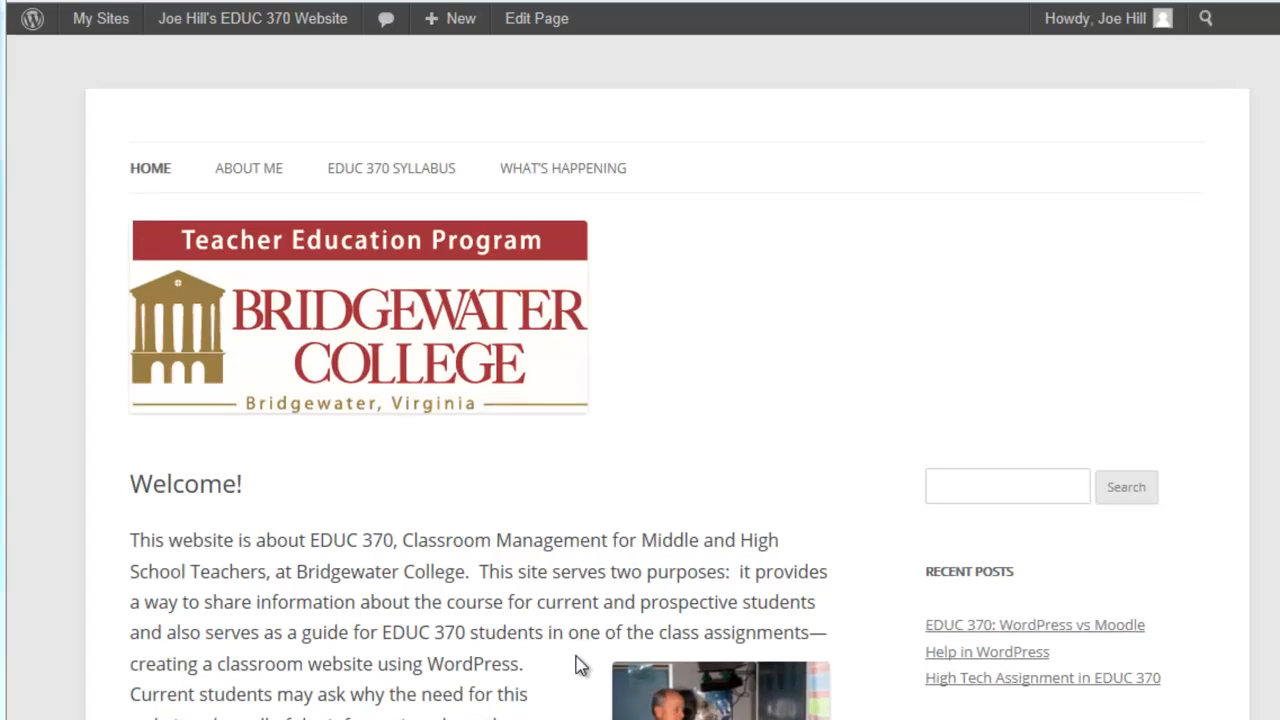 My Sites Joe Hill's EDUC 370 Website New Edit Page Howdy, Joe Hill
HOME ABOUT ME EDUC 370 SYLLABUS WHAT'S HAPPENING
Teacher Education Program
BRIDGEWATER
COLLEGE
Bridgewater, Virginia
Welcome!
This website is about EDUC 370, Classroom Management for Middle and High
School Teachers, at Bridgewater College.  This site serves two purposes:  it provides
a way to share information about the course for current and prospective students
and also serves as a guide for EDUC 370 students in one of the class assignments—
creating a classroom website using WordPress.
Current students may ask why the need for this
Search
RECENT POSTS
EDUC 370: WordPress vs Moodle
Help in WordPress
High Tech Assignment in EDUC 370